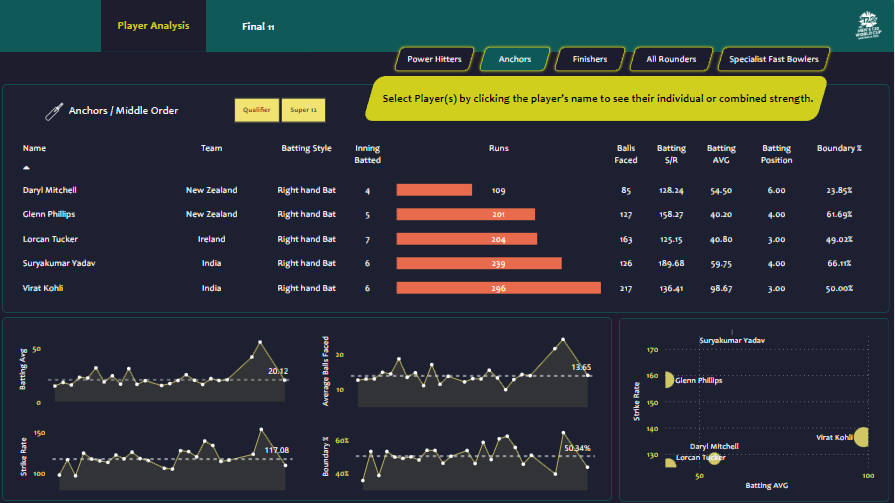 Player Analysis
Final 11
MEN'S T20
WORLD CUP
Power Hitters
Anchors
Finishers
All Rounders
Specialist Fast Bowlers
Select Player(s) by clicking the player's name to see their individual or combined strength.
Anchors / Middle Order
Qualifier
Super 12
Name Team Batting Style Inning Batted Runs Balls Faced Batting S/R Batting AVG Batting Position Boundary %
Daryl Mitchell New Zealand Right hand Bat 4 109 85 128.24 54.50 6.00 23.85%
Glenn Phillips New Zealand Right hand Bat 5 201 127 158.27 40.20 4.00 61.69%
Lorcan Tucker Ireland Right hand Bat 7 204 163 125.15 40.80 3.00 49.02%
Suryakumar Yadav India Right hand Bat 6 239 126 189.68 59.75 4.00 66.11%
Virat Kohli India Right hand Bat 6 296 217 136.41 98.67 3.00 50.00%
Batting Avg
50
0
20.12
Average Balls Faced
20
10
13.65
Strike Rate
150
100
117.08
Boundary %
60%
40%
50.34%
Strike Rate
170
160
150
140
130
Suryakumar Yadav
Glenn Phillips
Virat Kohli
Daryl Mitchell
Lorcan Tucker
50
100
Batting AVG